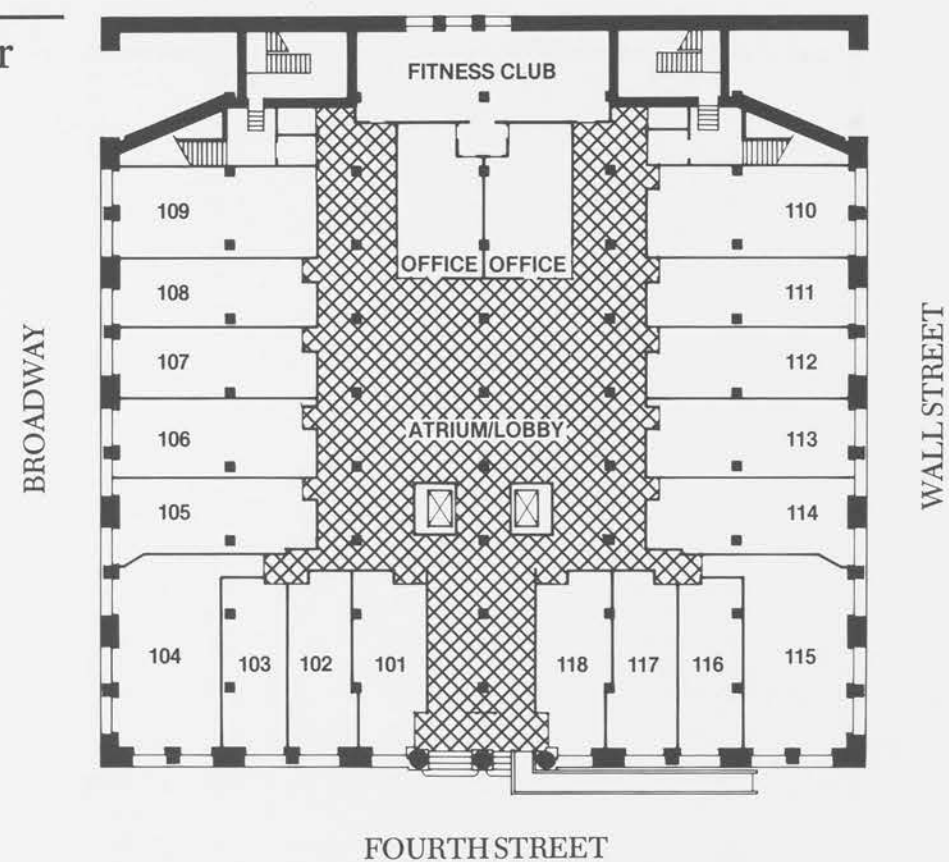 r
FITNESS CLUB
109
110
OFFICE OFFICE
108
111
BROADWAY
107
112
WALL STREET
ATRIUM/LOBBY
106
113
105
114
104
103
102
101
118
117
116
115
FOURTH STREET